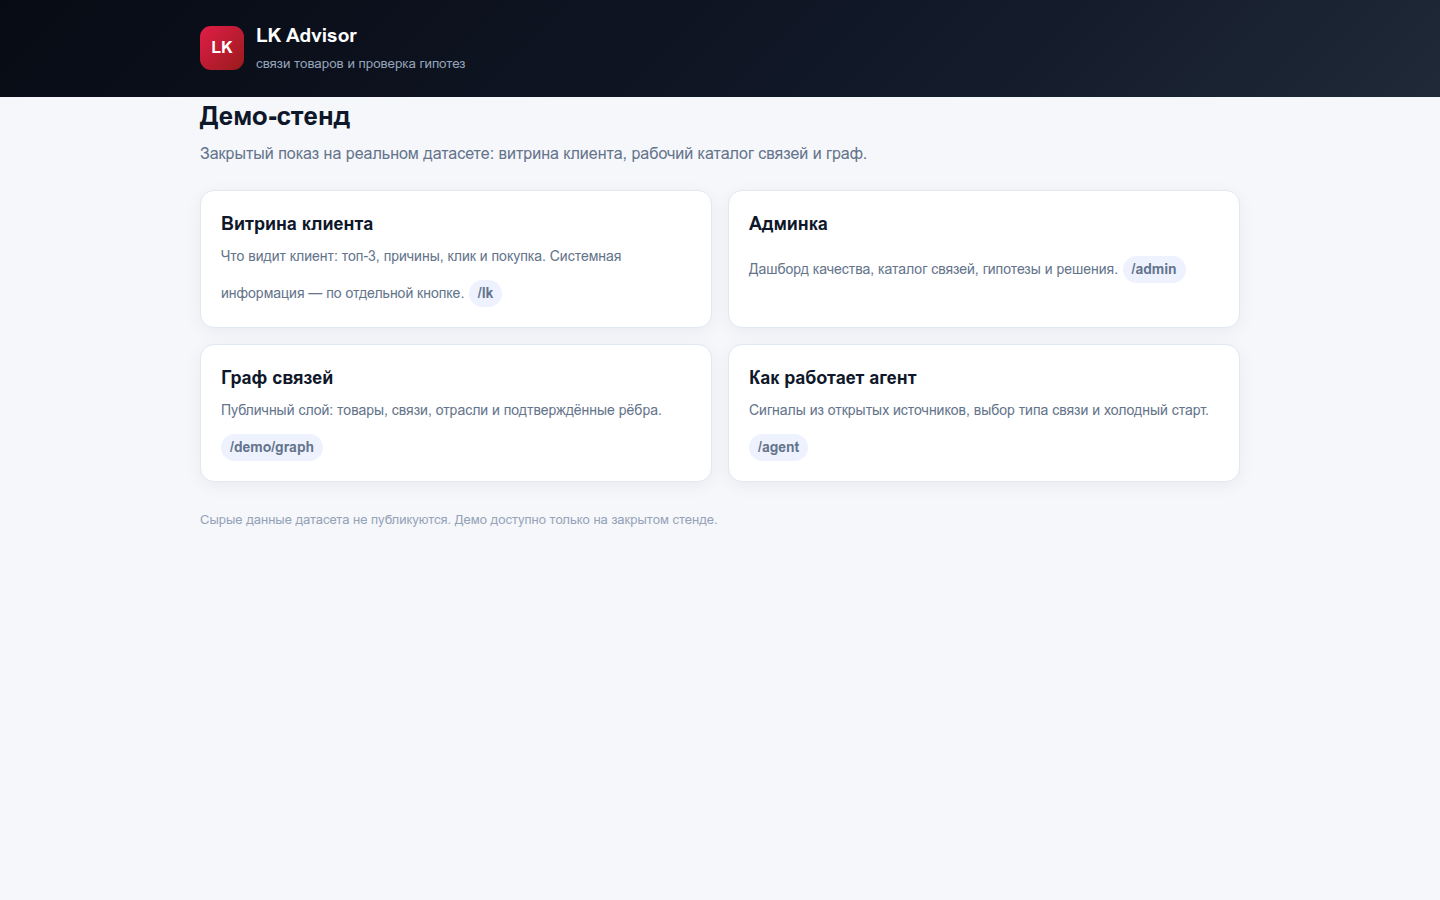 LK
LK Advisor
связи товаров и проверка гипотез
Демо-стенд
Закрытый показ на реальном датасете: витрина клиента, рабочий каталог связей и граф.
Витрина клиента
Что видит клиент: топ-3, причины, клик и покупка. Системная
информация — по отдельной кнопке. /lk
Админка
Дашборд качества, каталог связей, гипотезы и решения. /admin
Граф связей
Публичный слой: товары, связи, отрасли и подтверждённые рёбра.
/demo/graph
Как работает агент
Сигналы из открытых источников, выбор типа связи и холодный старт.
/agent
Сырые данные датасета не публикуются. Демо доступно только на закрытом стенде.